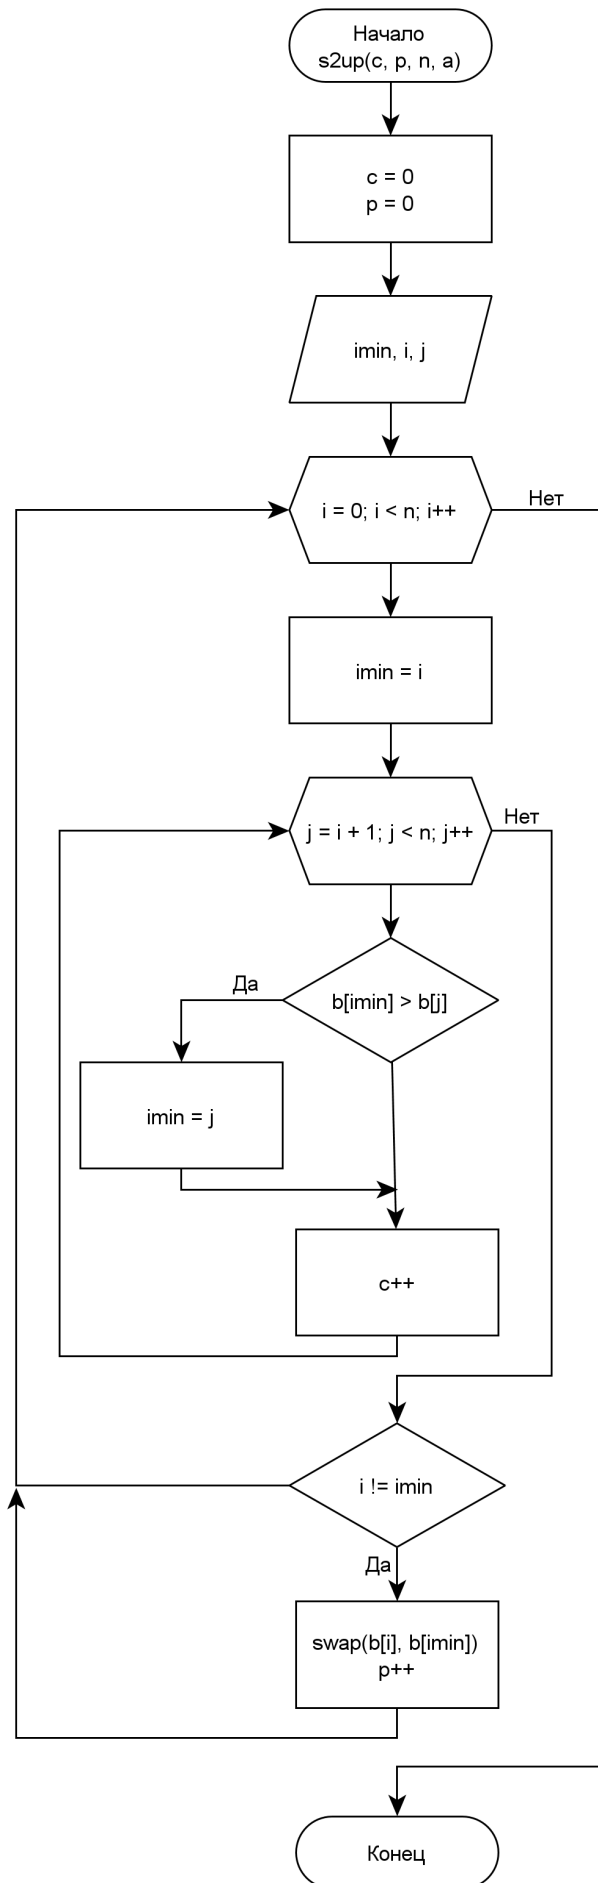 Начало
s2up(c, p, n, a)
c = 0
p = 0
imin, i, j
i = 0; i < n; i++
Нет
imin = i
j = i + 1; j < n; j++
Нет
b[imin] > b[j]
Да
imin = j
c++
i != imin
Да
swap(b[i], b[imin])
p++
Конец